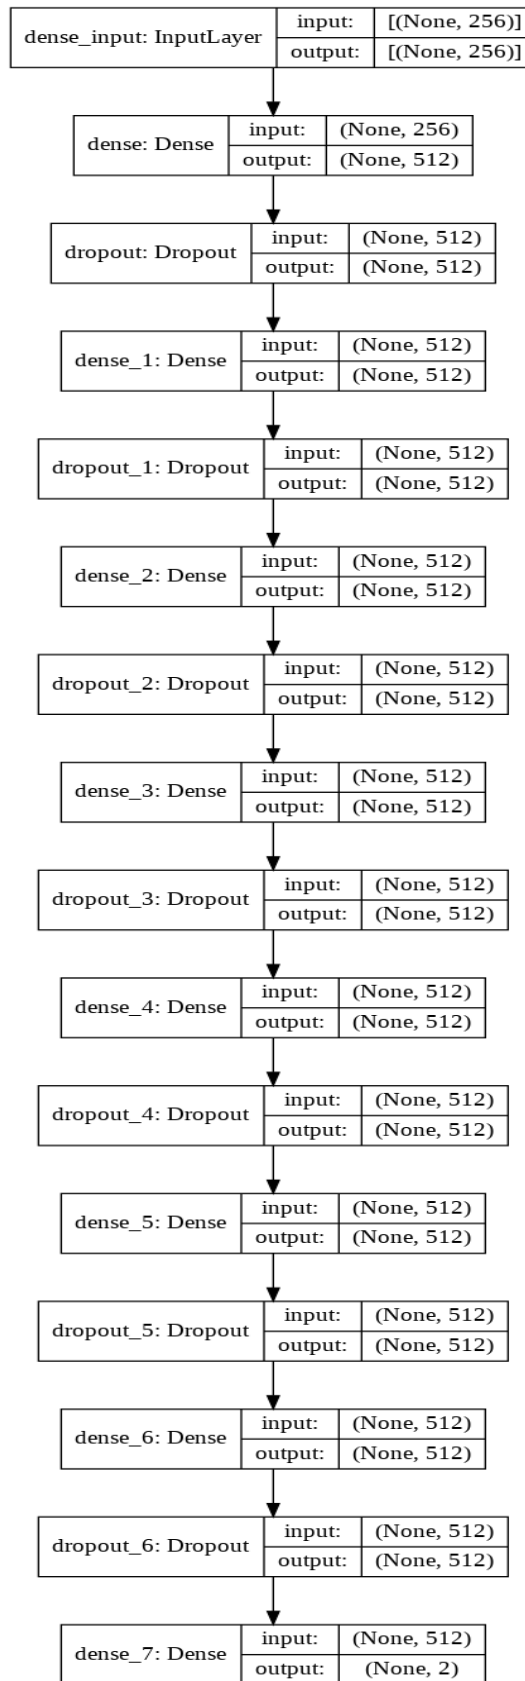 dense_input: InputLayer
input: [(None, 256)]
output: [(None, 256)]
dense: Dense
input: (None, 256)
output: (None, 512)
dropout: Dropout
input: (None, 512)
output: (None, 512)
dense_1: Dense
input: (None, 512)
output: (None, 512)
dropout_1: Dropout
input: (None, 512)
output: (None, 512)
dense_2: Dense
input: (None, 512)
output: (None, 512)
dropout_2: Dropout
input: (None, 512)
output: (None, 512)
dense_3: Dense
input: (None, 512)
output: (None, 512)
dropout_3: Dropout
input: (None, 512)
output: (None, 512)
dense_4: Dense
input: (None, 512)
output: (None, 512)
dropout_4: Dropout
input: (None, 512)
output: (None, 512)
dense_5: Dense
input: (None, 512)
output: (None, 512)
dropout_5: Dropout
input: (None, 512)
output: (None, 512)
dense_6: Dense
input: (None, 512)
output: (None, 512)
dropout_6: Dropout
input: (None, 512)
output: (None, 512)
dense_7: Dense
input: (None, 512)
output: (None, 2)